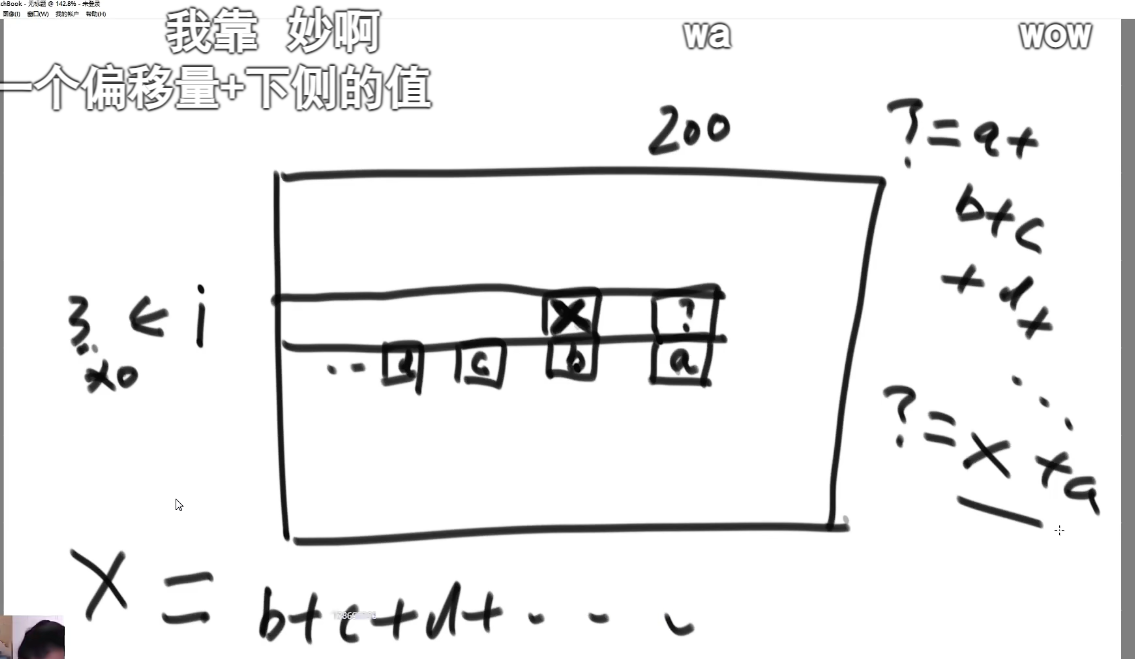 chBook - 无标题 @ 142.8% - 未登录
影像(I) 窗口(W) 我的帐户 帮助(H)
我靠 妙啊
wa
wow
一个偏移量+下侧的值
200
?=a+
b+c
+d+
...
3 ← i
x0
X
?
... d c b a
?=X+a
X = b+c+d+...